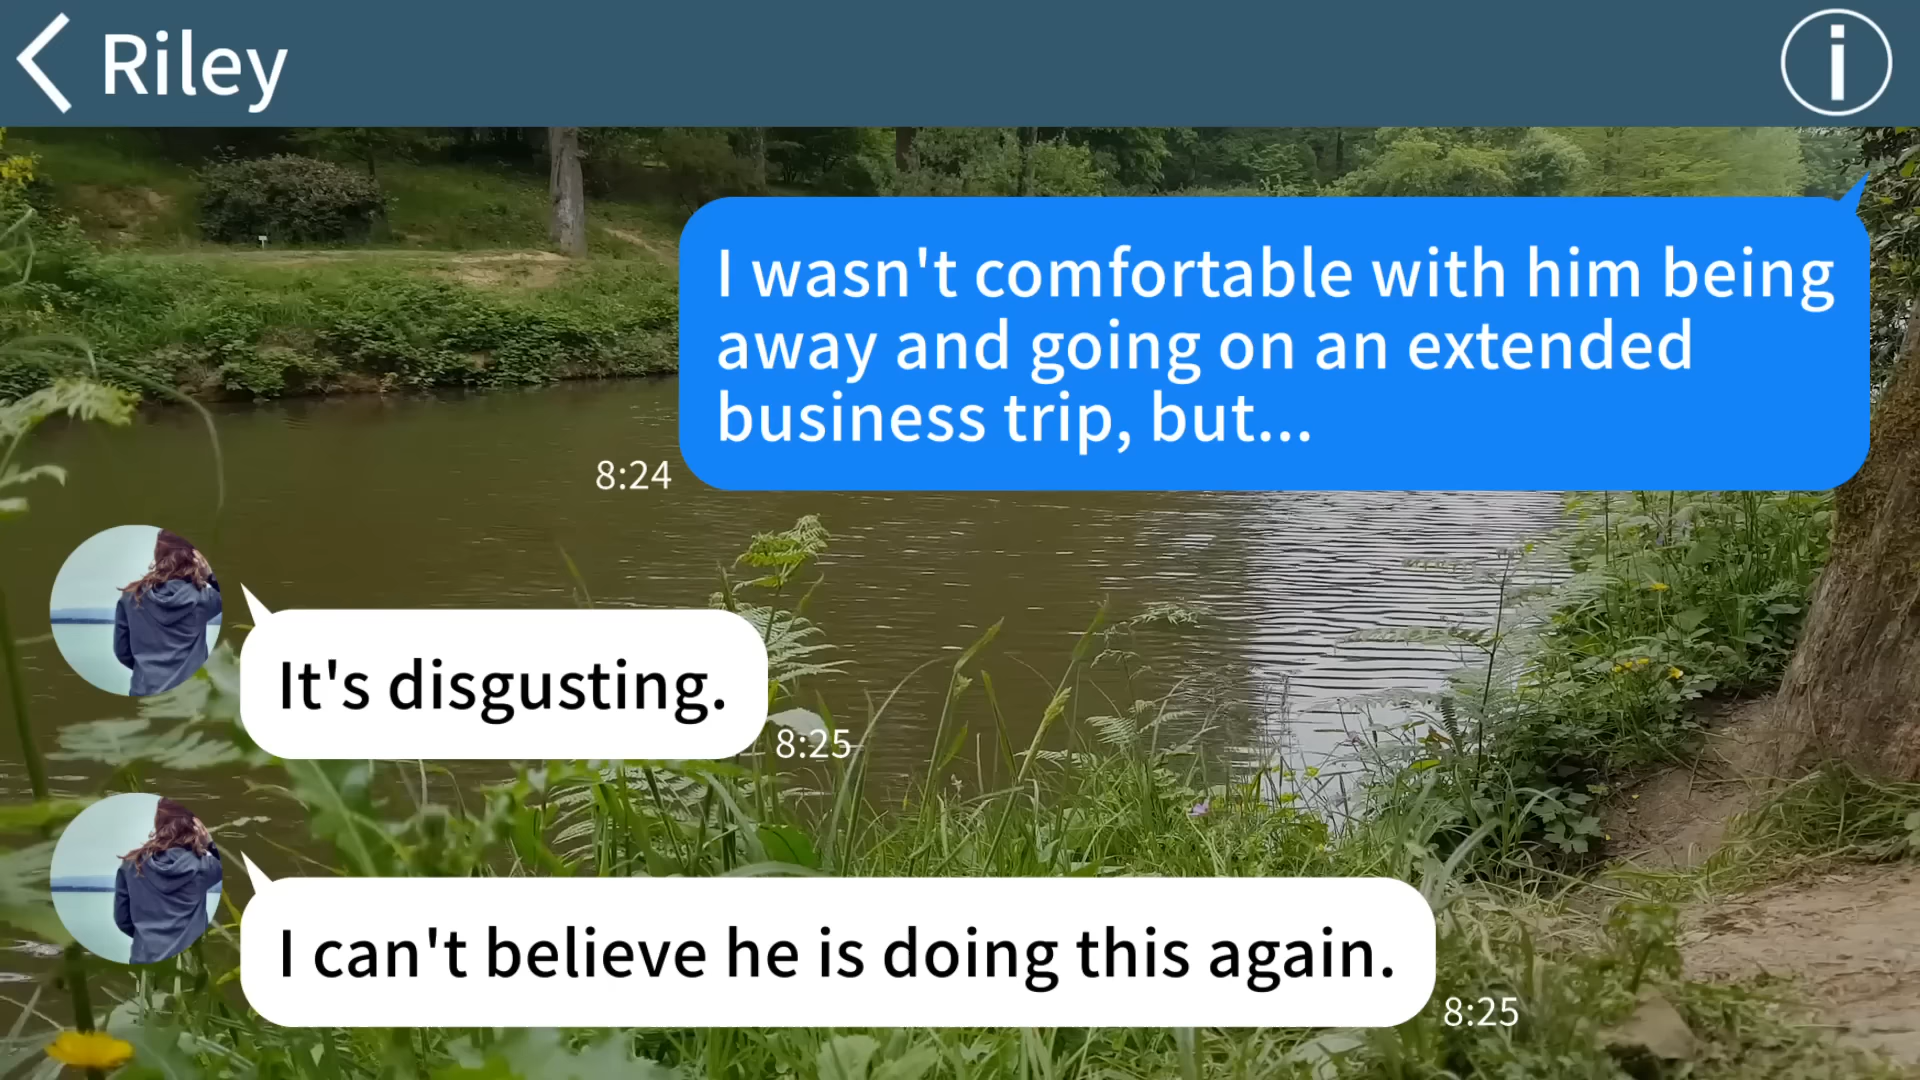 Riley
I wasn't comfortable with him being
away and going on an extended
business trip, but...
8:24
It's disgusting.
8:25
I can't believe he is doing this again.
8:25